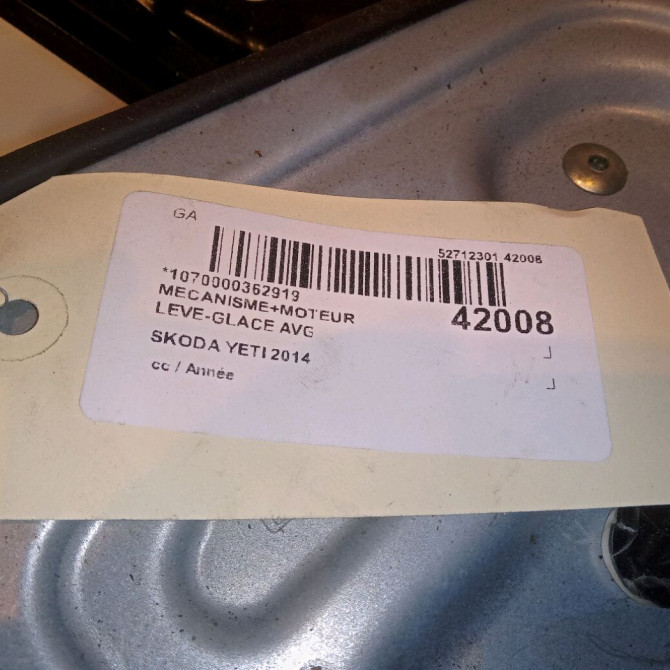 GA
52712301 42008
*1070000362919
MECANISME+MOTEUR
LEVE-GLACE AVG
42008
SKODA YETI 2014
cc / Année